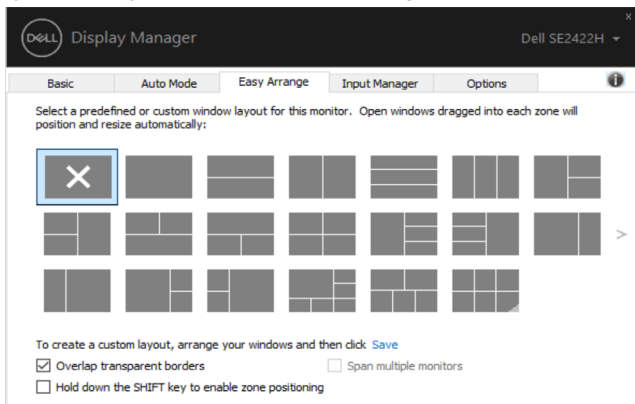 DELL Display Manager
Dell SE2422H
Basic Auto Mode Easy Arrange Input Manager Options
Select a predefined or custom window layout for this monitor. Open windows dragged into each zone will
position and resize automatically:
To create a custom layout, arrange your windows and then click Save
Overlap transparent borders
Span multiple monitors
Hold down the SHIFT key to enable zone positioning